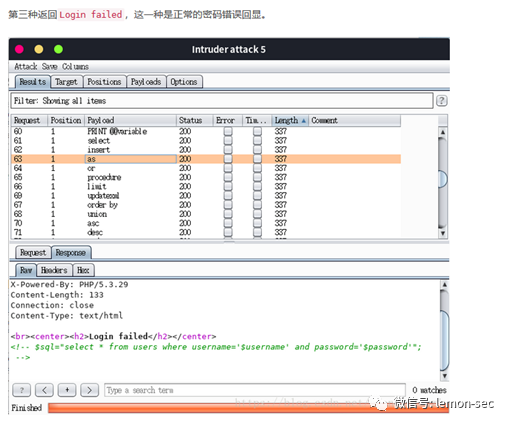 第三种返回 Login failed ，这一种是正常的密码错误回显。
Intruder attack 5
Attack Save Columns
Results Target Positions Payloads Options
Filter: Showing all items ?
Request Position Payload Status Error Tim... Length Comment
60 1 PRINT @@variable 200 337
61 1 select 200 337
62 1 insert 200 337
63 1 as 200 337
64 1 or 200 337
65 1 procedure 200 337
66 1 limit 200 337
69 1 updatexml 200 337
67 1 order by 200 337
68 1 union 200 337
70 1 asc 200 337
71 1 desc 200 337
Request Response
Raw Headers Hex
X-Powered-By: PHP/5.3.29
Content-Length: 133
Connection: close
Content-Type: text/html
<br><center><h2>Login failed</h2></center>
<!-- $sql="select * from users where username='$username' and password='$password'";
-->
? < + > Type a search term 0 watches
Finished
微信号: lemon-sec